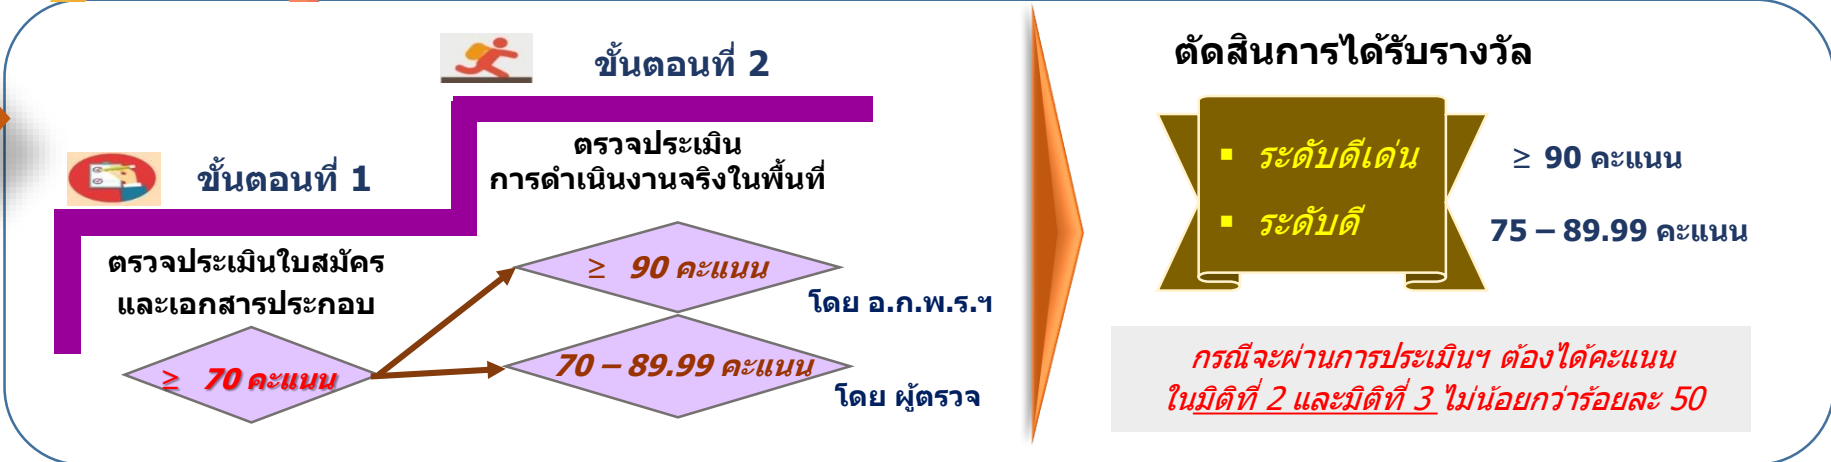 ขั้นตอนที่ 1
ตรวจประเมินใบสมัคร
และเอกสารประกอบ
≥ 70 คะแนน
ขั้นตอนที่ 2
ตรวจประเมิน
การดำเนินงานจริงในพื้นที่
≥ 90 คะแนน
โดย อ.ก.พ.ร.ฯ
70 – 89.99 คะแนน
โดย ผู้ตรวจ
ตัดสินการได้รับรางวัล
▪ ระดับดีเด่น ≥ 90 คะแนน
▪ ระดับดี 75 – 89.99 คะแนน
กรณีจะผ่านการประเมินฯ ต้องได้คะแนน
ในมิติที่ 2 และมิติที่ 3 ไม่น้อยกว่าร้อยละ 50